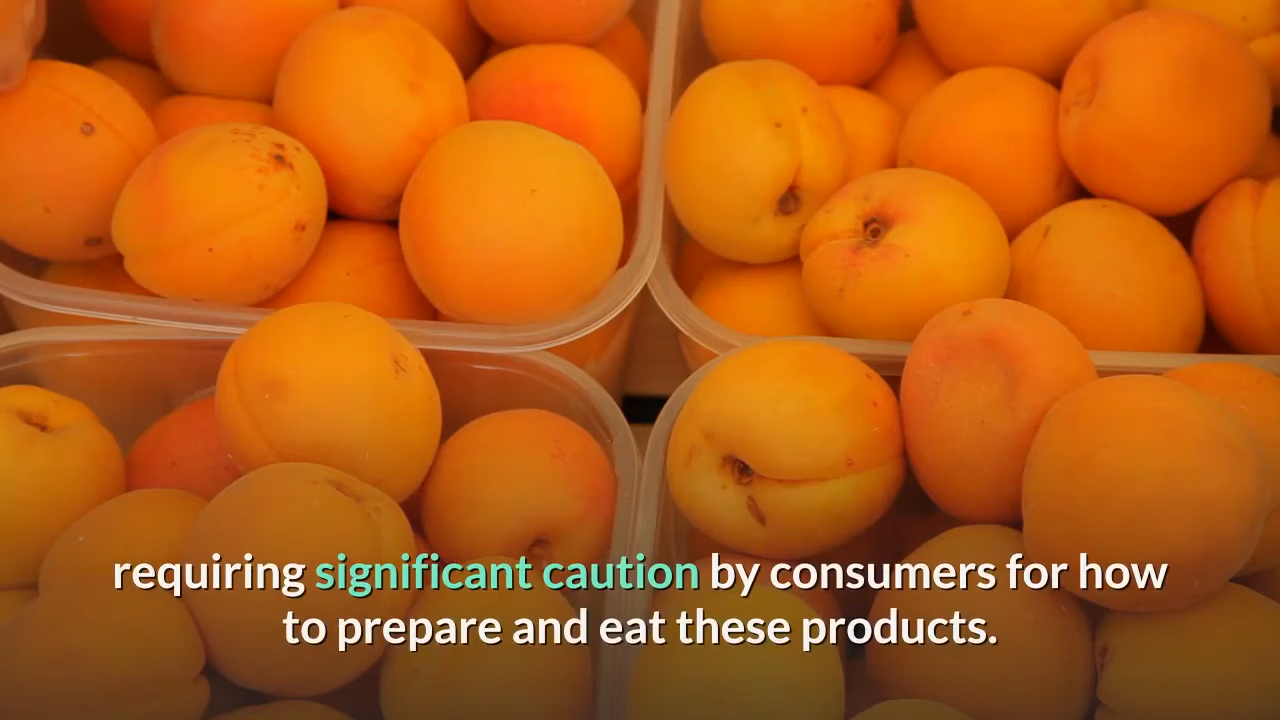 requiring significant caution by consumers for how
to prepare and eat these products.